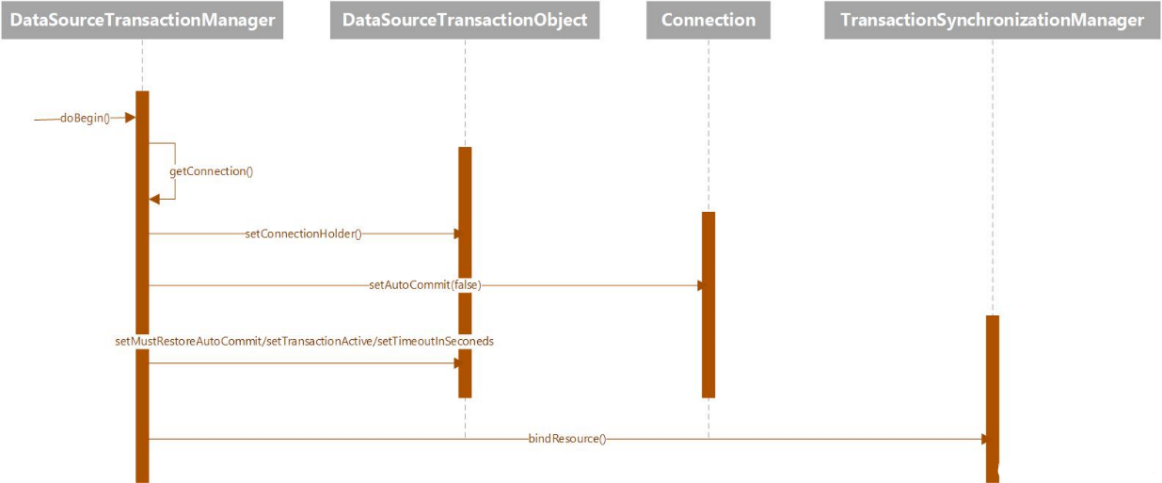 DataSourceTransactionManager
DataSourceTransactionObject
Connection
TransactionSynchronizationManager
doBegin()
getConnection()
setConnectionHolder()
setAutoCommit(false)
setMustRestoreAutoCommit/setTransactionActive/setTimeoutInSeconeds
bindResource()